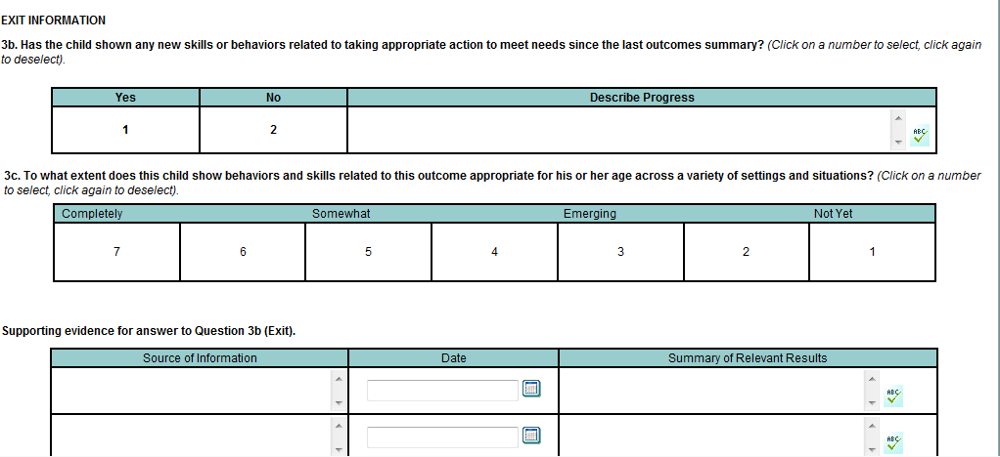 EXIT INFORMATION
3b. Has the child shown any new skills or behaviors related to taking appropriate action to meet needs since the last outcomes summary? (Click on a number to select, click again
to deselect).
Yes No Describe Progress
1 2
ABC
3c. To what extent does this child show behaviors and skills related to this outcome appropriate for his or her age across a variety of settings and situations? (Click on a number
to select, click again to deselect).
Completely Somewhat Emerging Not Yet
7 6 5 4 3 2 1
Supporting evidence for answer to Question 3b (Exit).
Source of Information Date Summary of Relevant Results
ABC
ABC